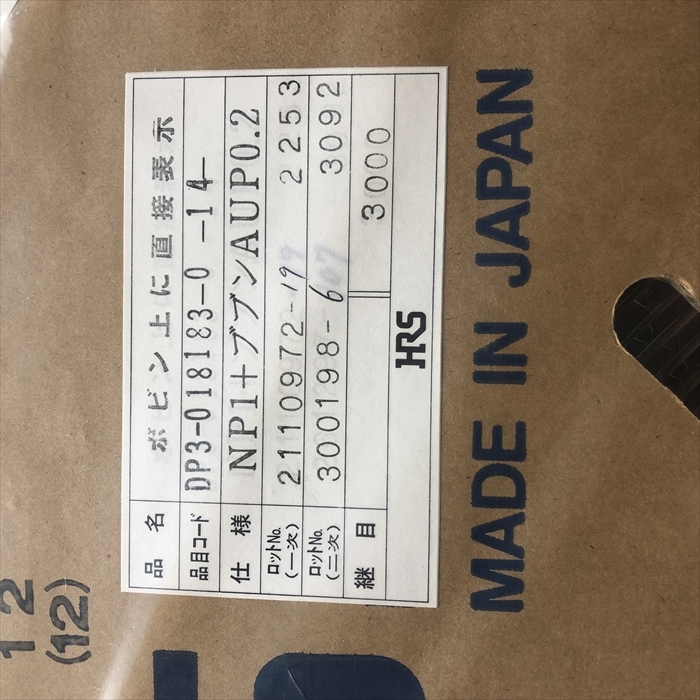 12
(12)
品名 ボビン上に直接表示
品目コード DP3-018183-0 -14-
仕様 NP1+ブブンAUP0.2
ロットNo.(一次) 2110972-19 2253
ロットNo.(二次) 300198-6 3092
継目 3000
HRS
MADE IN JAPAN